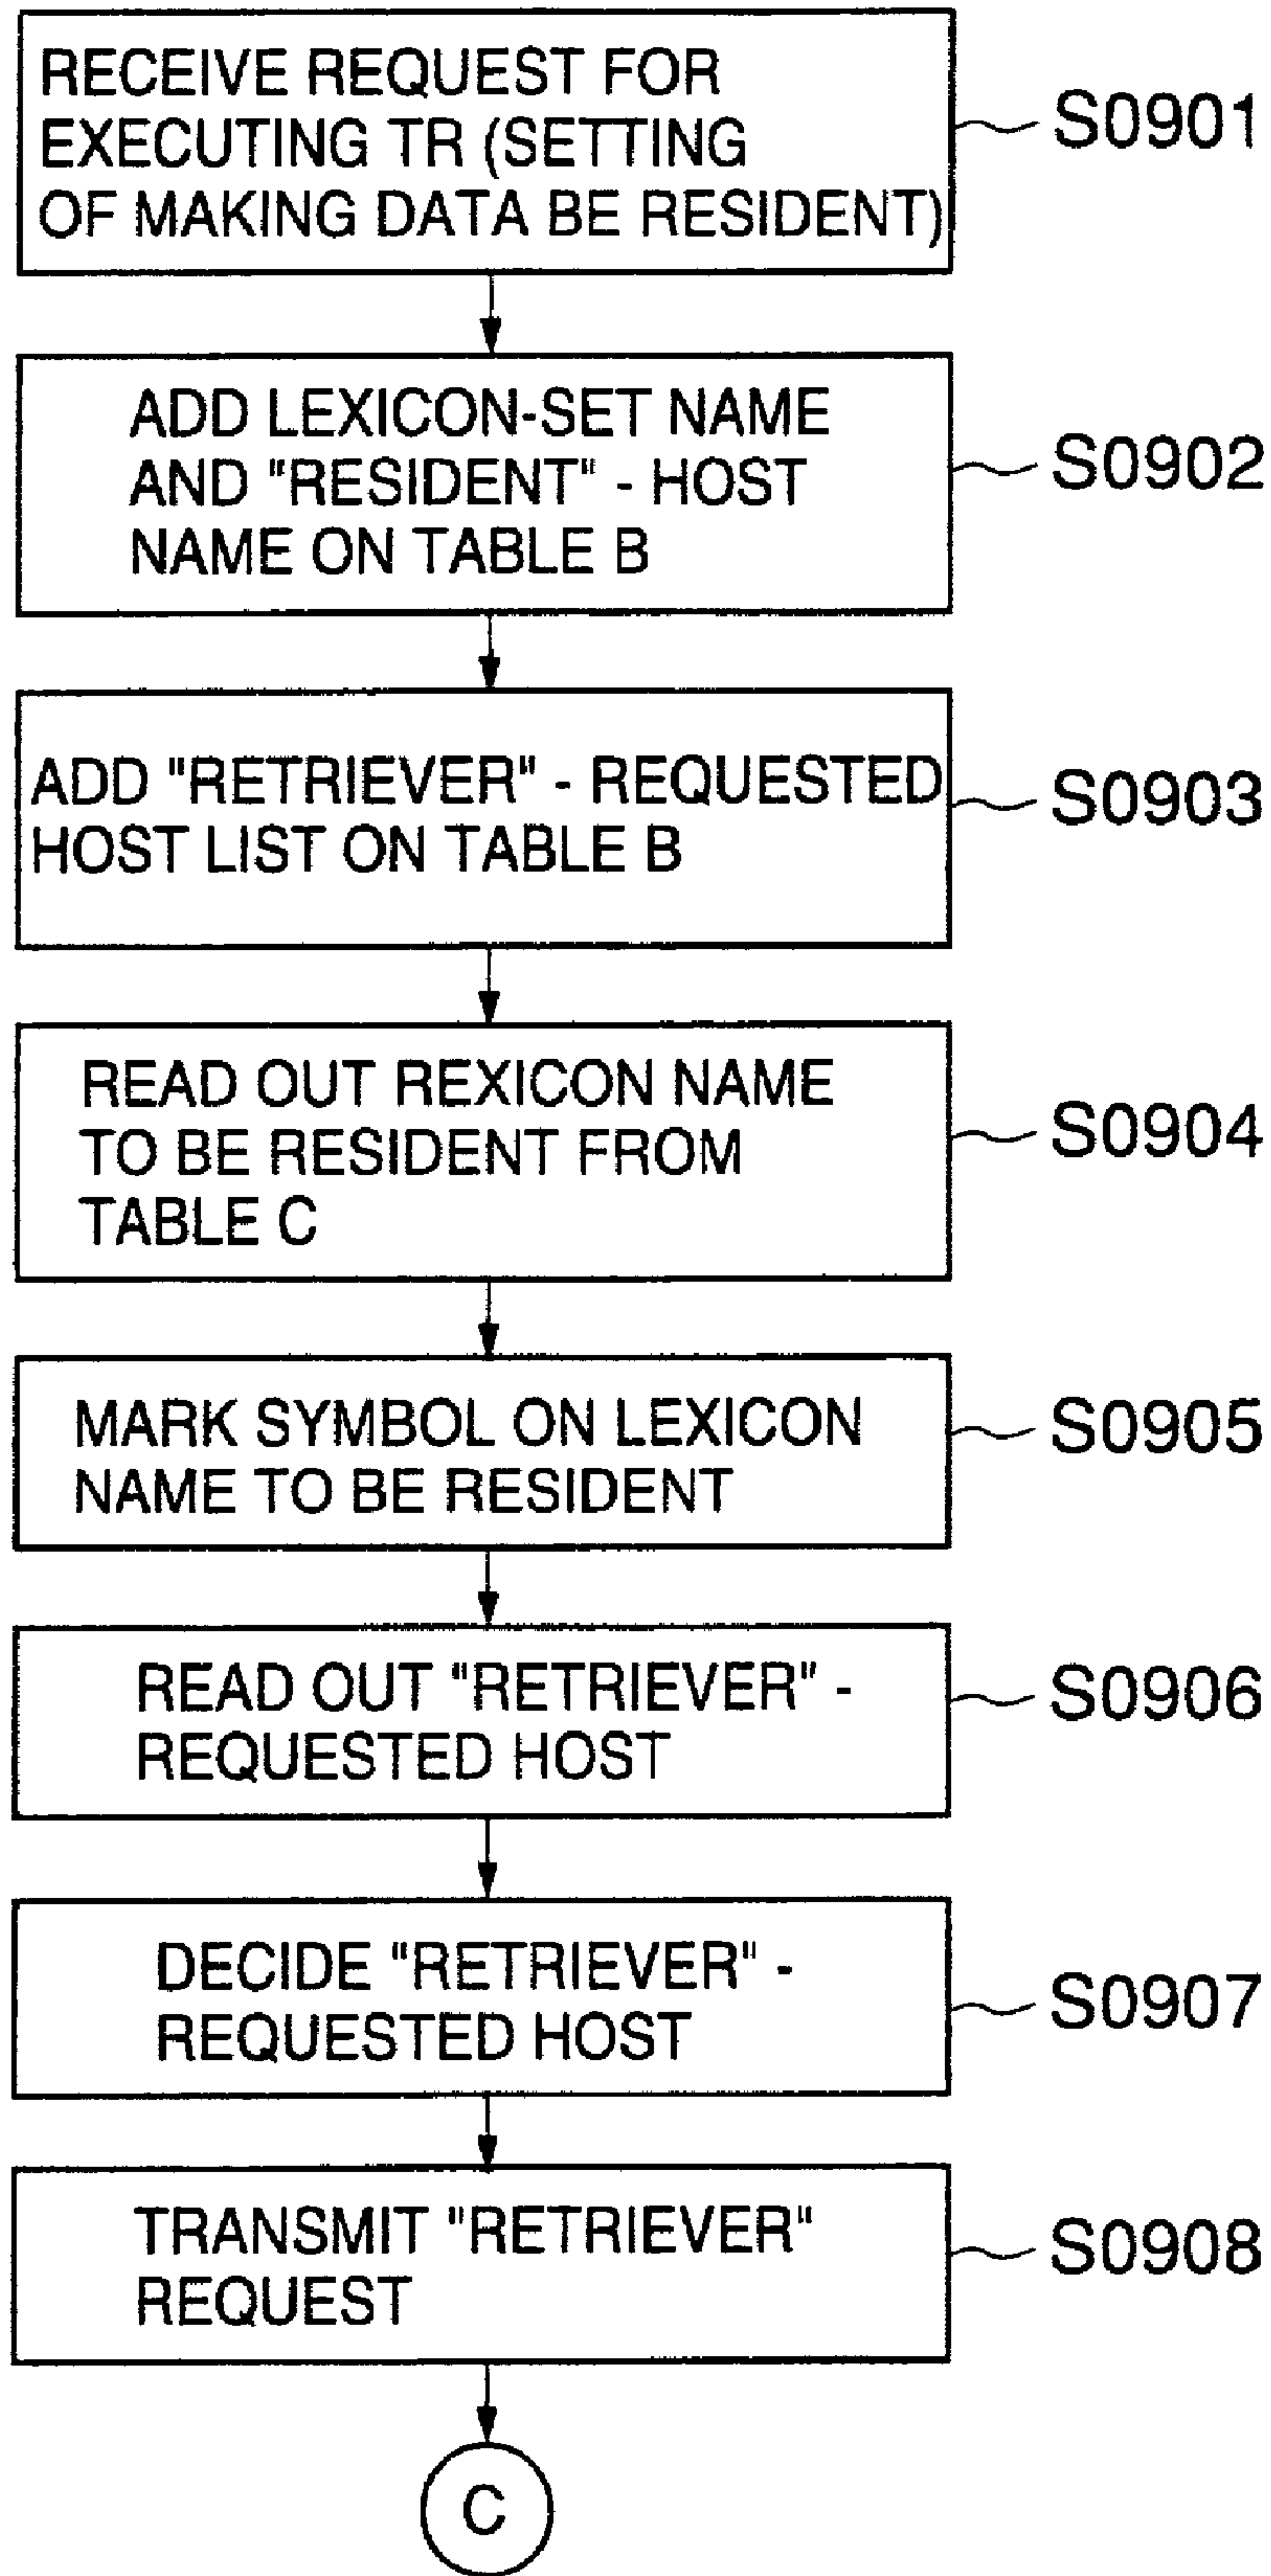 RECEIVE REQUEST FOR
EXECUTING TR (SETTING
OF MAKING DATA BE RESIDENT)
S0901
ADD LEXICON-SET NAME
AND "RESIDENT" - HOST
NAME ON TABLE B
S0902
ADD "RETRIEVER" - REQUESTED
HOST LIST ON TABLE B
S0903
READ OUT REXICON NAME
TO BE RESIDENT FROM
TABLE C
S0904
MARK SYMBOL ON LEXICON
NAME TO BE RESIDENT
S0905
READ OUT "RETRIEVER" -
REQUESTED HOST
S0906
DECIDE "RETRIEVER" -
REQUESTED HOST
S0907
TRANSMIT "RETRIEVER"
REQUEST
S0908
C